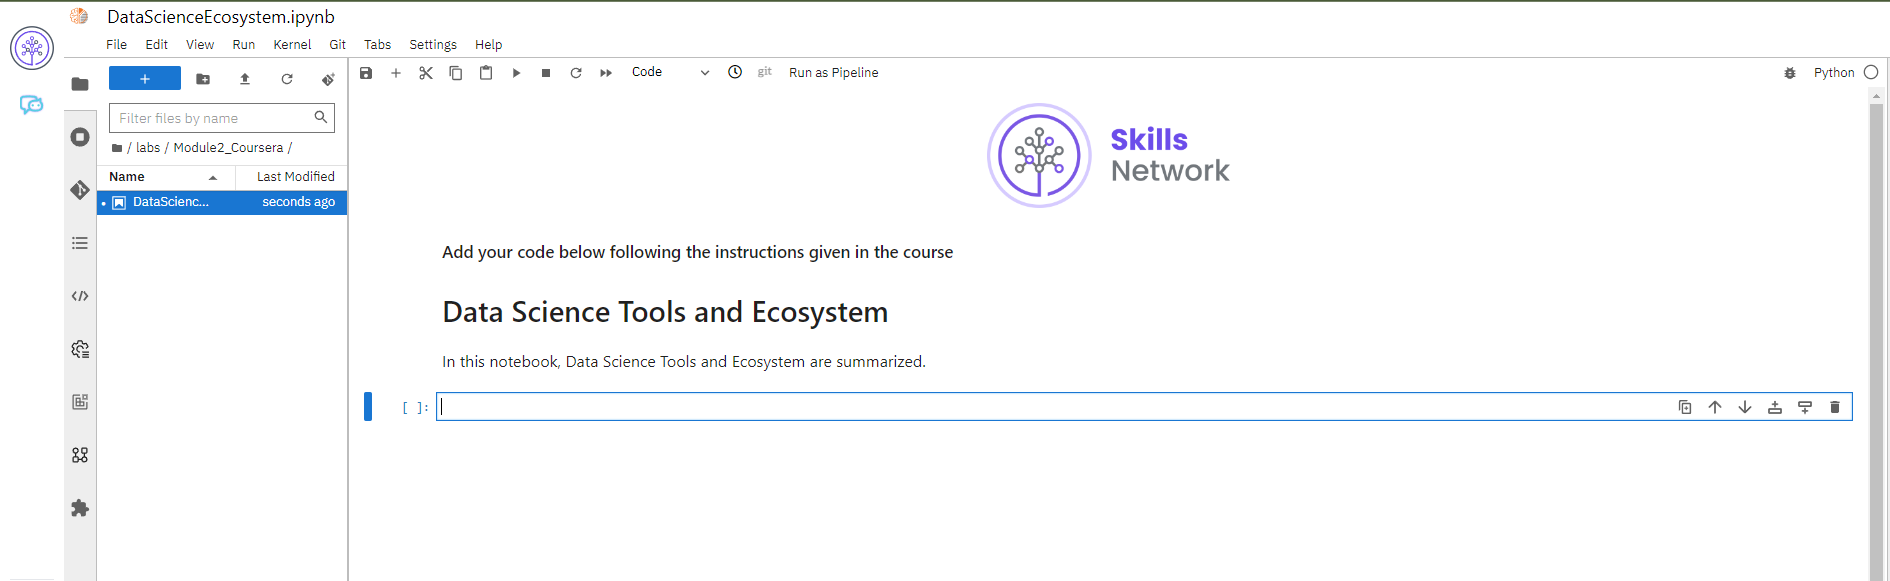 DataScienceEcosystem.ipynb
File Edit View Run Kernel Git Tabs Settings Help
+
Code
git
Run as Pipeline
Python
Filter files by name
/ labs / Module2_Coursera /
Name Last Modified
DataScienc... seconds ago
Skills
Network
Add your code below following the instructions given in the course
Data Science Tools and Ecosystem
In this notebook, Data Science Tools and Ecosystem are summarized.
[ ]: